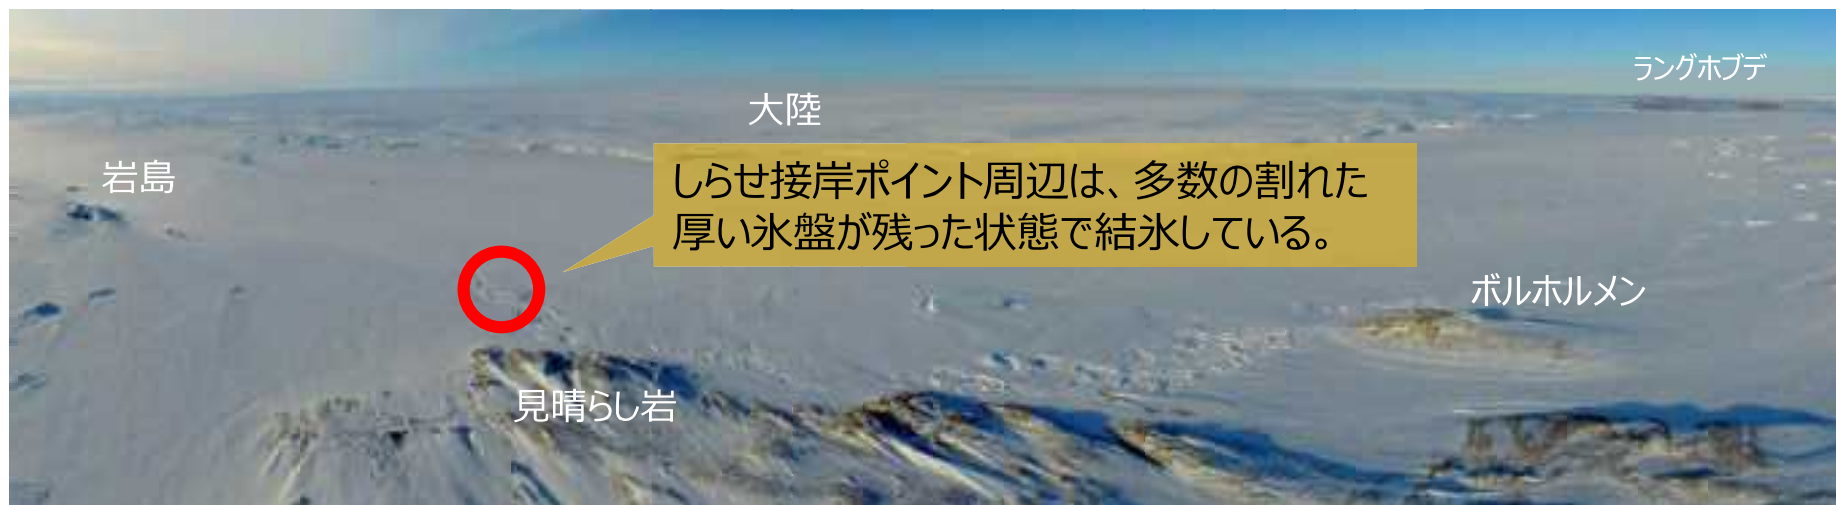 ラングホブデ
大陸
岩島
しらせ接岸ポイント周辺は、多数の割れた
厚い氷盤が残った状態で結氷している。
ボルホルメン
見晴らし岩